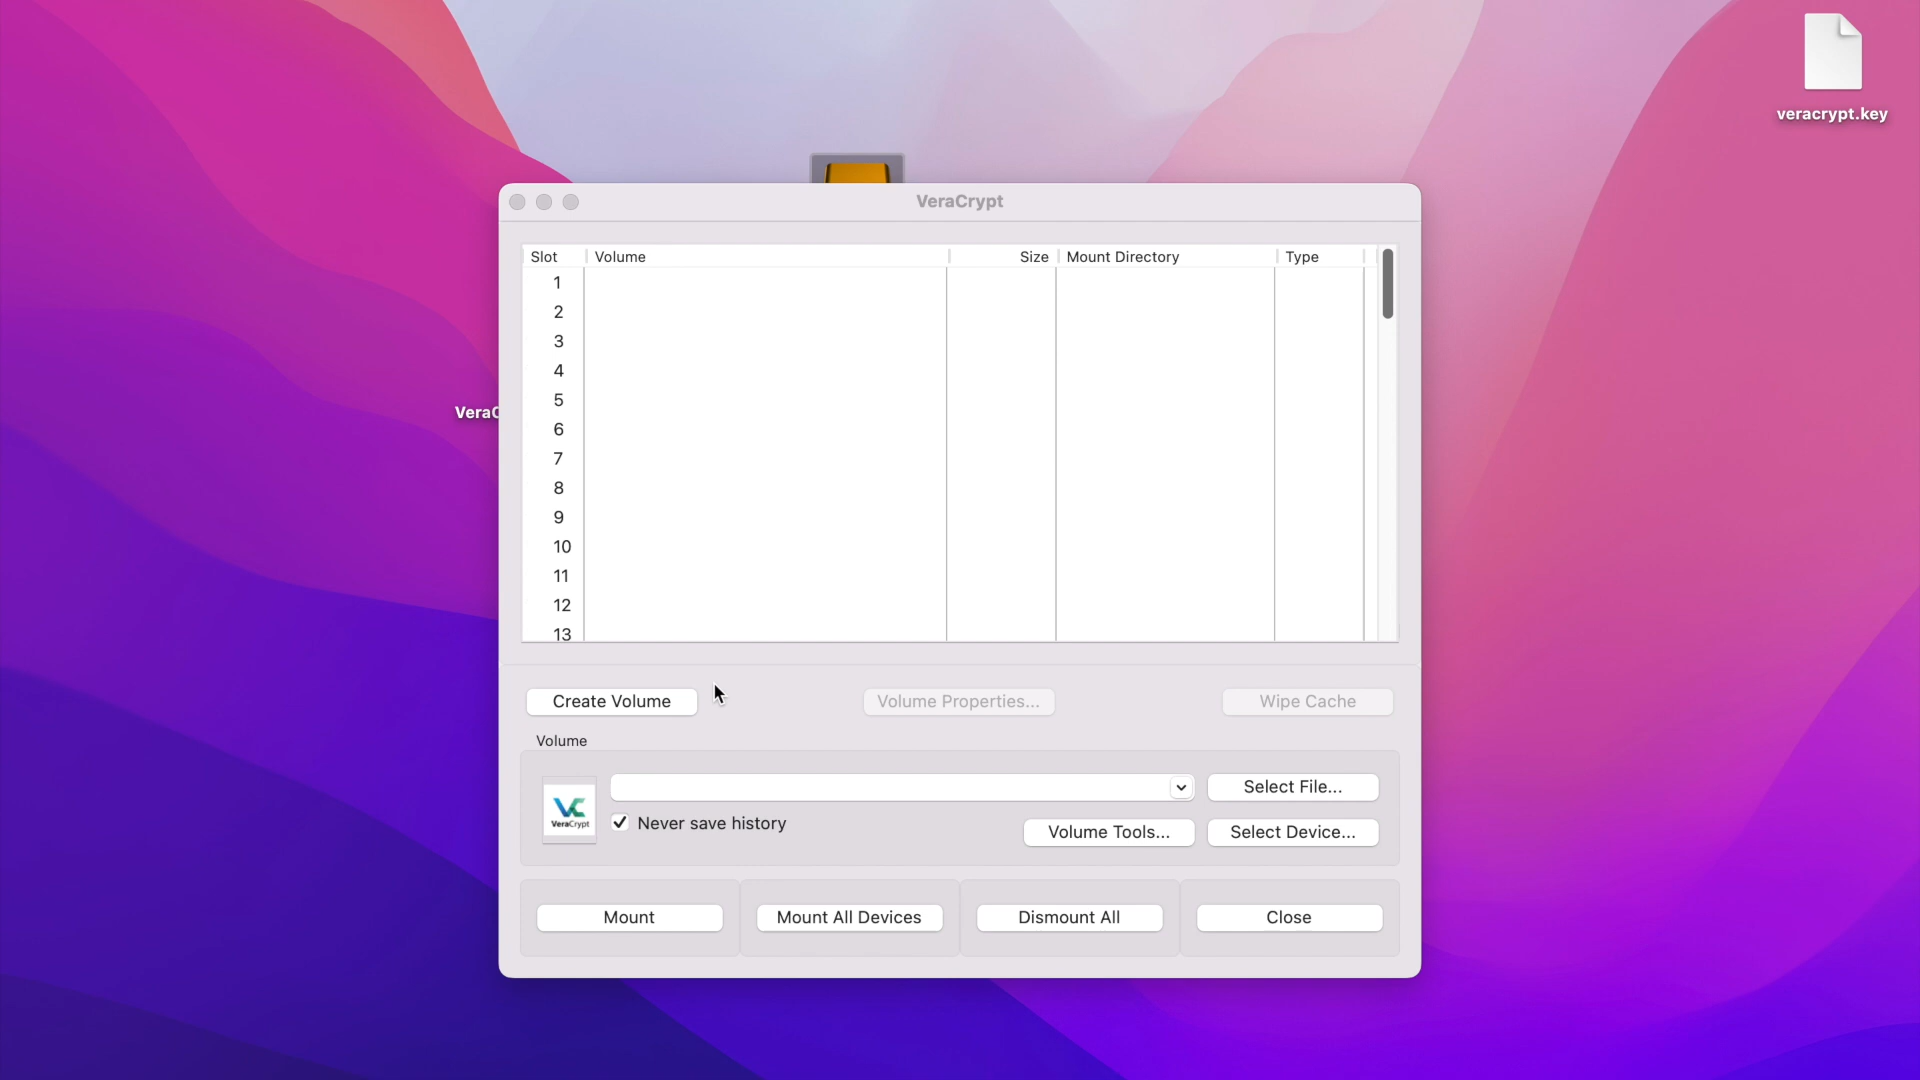 veracrypt.key
VeraCrypt
Slot Volume Size Mount Directory Type
1
2
3
4
5
6
7
8
9
10
11
12
13
VeraC
Create Volume Volume Properties... Wipe Cache
Volume
VeraCrypt
Select File...
Never save history
Volume Tools... Select Device...
Mount Mount All Devices Dismount All Close